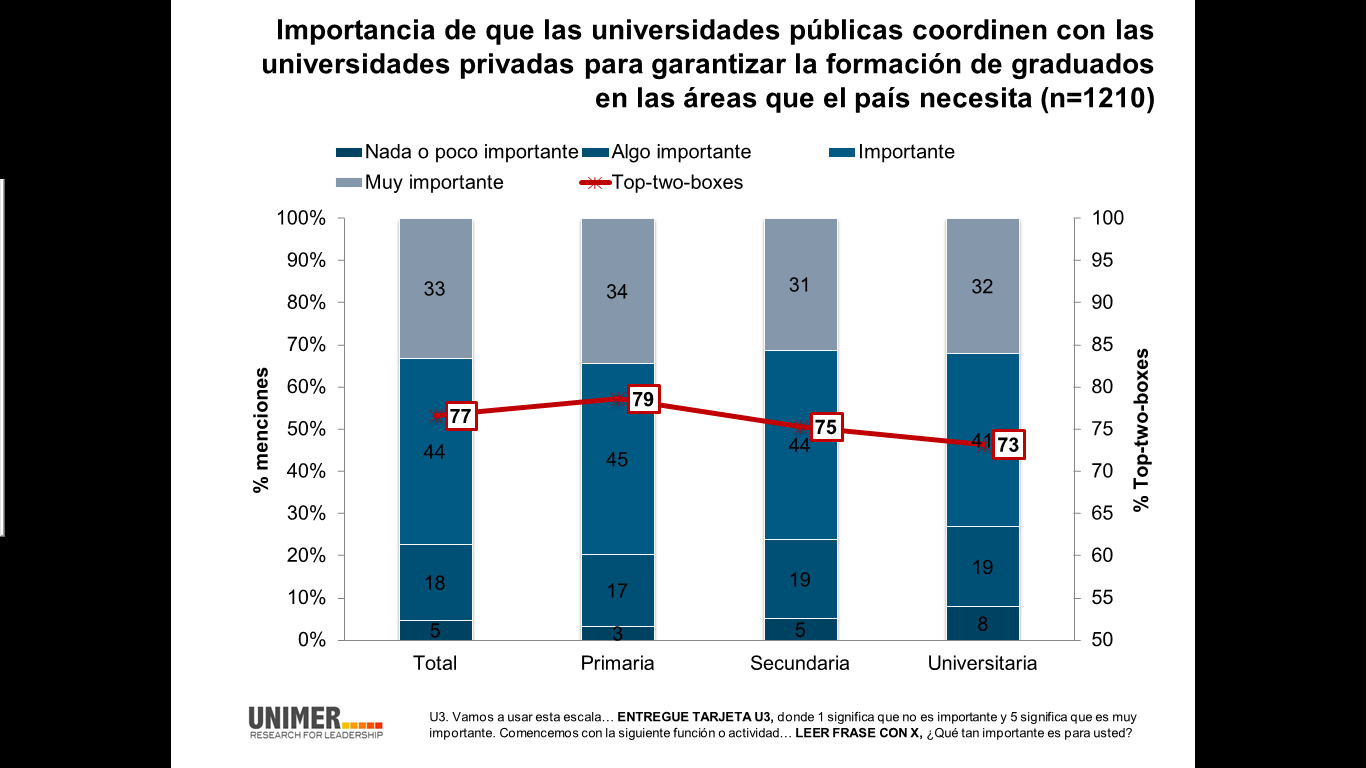 Importancia de que las universidades públicas coordinen con las
universidades privadas para garantizar la formación de graduados
en las áreas que el país necesita (n=1210)
Nada o poco importante Algo importante Importante
Muy importante Top-two-boxes
100% 90% 80% 70% 60% 50% 40% 30% 20% 10% 0%
% menciones
33 34 31 32
77 79 75 73
44 45 44 41
18 17 19 19
5 3 5 8
100 95 90 85 80 75 70 65 60 55 50
% Top-two-boxes
Total Primaria Secundaria Universitaria
UNIMER
RESEARCH FOR LEADERSHIP
U3. Vamos a usar esta escala… ENTREGUE TARJETA U3, donde 1 significa que no es importante y 5 significa que es muy
importante. Comencemos con la siguiente función o actividad… LEER FRASE CON X, ¿Qué tan importante es para usted?